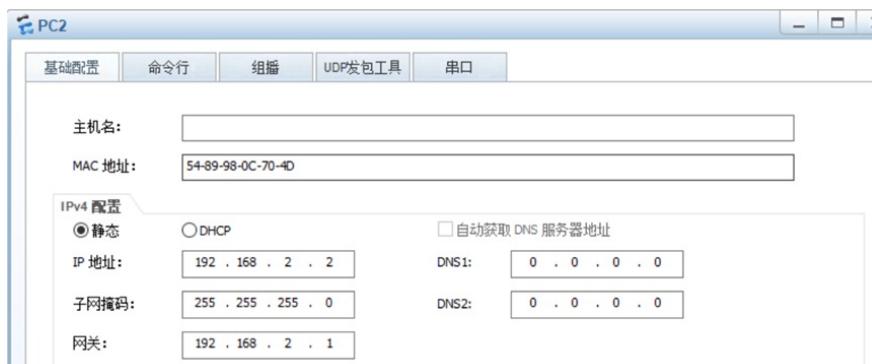 PC2
基础配置 命令行 组播 UDP发包工具 串口
主机名:
MAC 地址: 54-89-98-0C-70-4D
IPv4 配置
静态 DHCP 自动获取 DNS 服务器地址
IP 地址: 192 . 168 . 2 . 2 DNS1: 0 . 0 . 0 . 0
子网掩码: 255 . 255 . 255 . 0 DNS2: 0 . 0 . 0 . 0
网关: 192 . 168 . 2 . 1